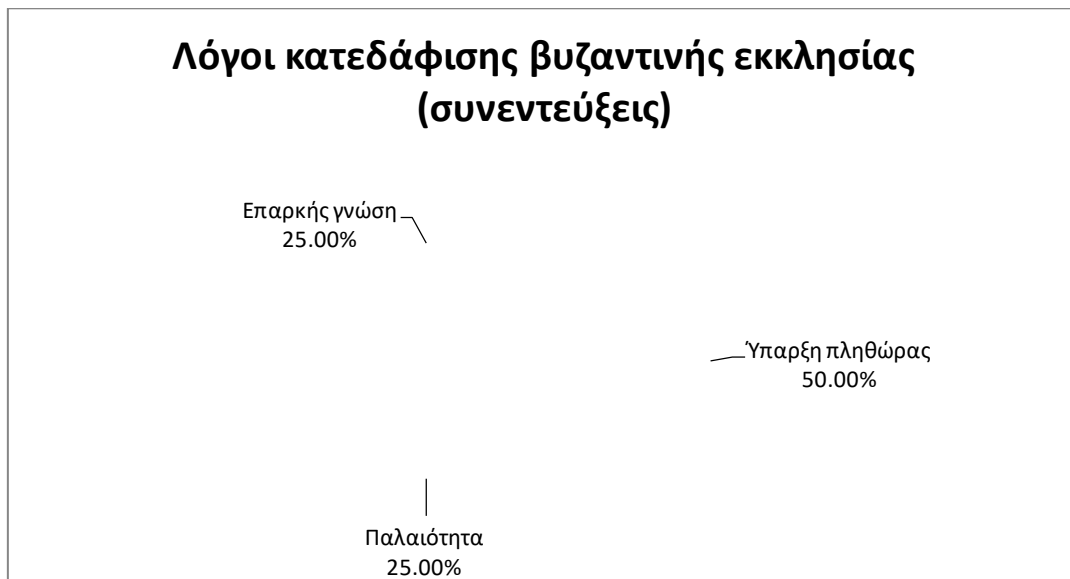 Λόγοι κατεδάφισης βυζαντινής εκκλησίας
(συνεντεύξεις)
Επαρκής γνώση
25.00%
Ύπαρξη πληθώρας
50.00%
Παλαιότητα
25.00%